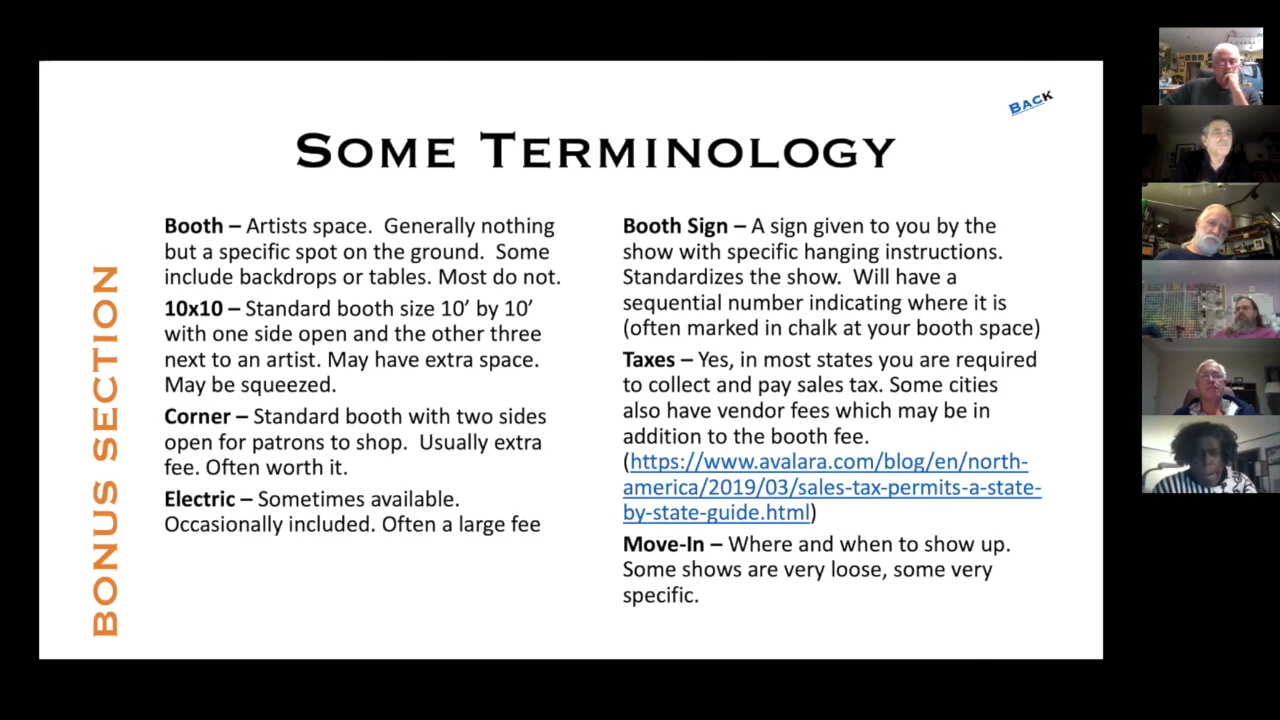 Back
Some Terminology
BONUS SECTION
Booth – Artists space.  Generally nothing
but a specific spot on the ground.  Some
include backdrops or tables. Most do not.
10x10 – Standard booth size 10’ by 10’
with one side open and the other three
next to an artist. May have extra space.
May be squeezed.
Corner – Standard booth with two sides
open for patrons to shop.  Usually extra
fee. Often worth it.
Electric – Sometimes available.
Occasionally included. Often a large fee
Booth Sign – A sign given to you by the
show with specific hanging instructions.
Standardizes the show.  Will have a
sequential number indicating where it is
(often marked in chalk at your booth space)
Taxes – Yes, in most states you are required
to collect and pay sales tax. Some cities
also have vendor fees which may be in
addition to the booth fee.
(https://www.avalara.com/blog/en/north-
america/2019/03/sales-tax-permits-a-state-
by-state-guide.html)
Move-In – Where and when to show up.
Some shows are very loose, some very
specific.